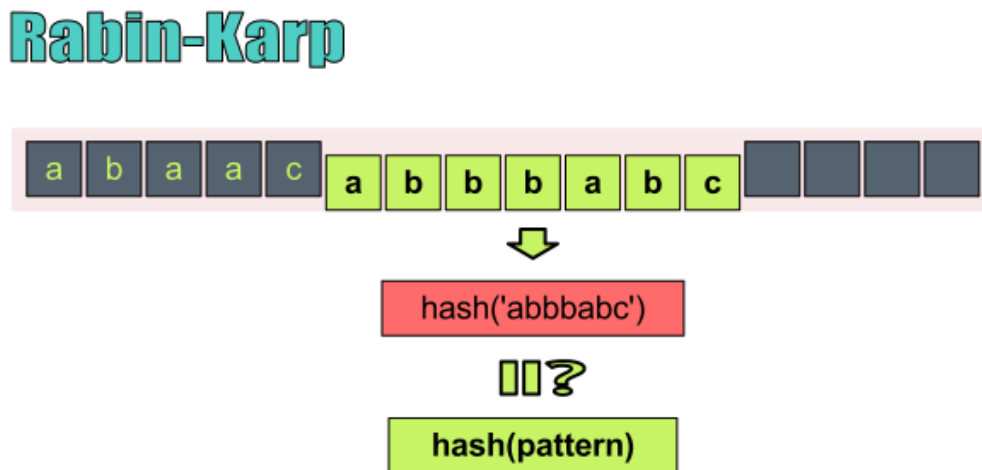 Rabin-Karp
a b a a c a b b b a b c
hash('abbbabc')
=?
hash(pattern)